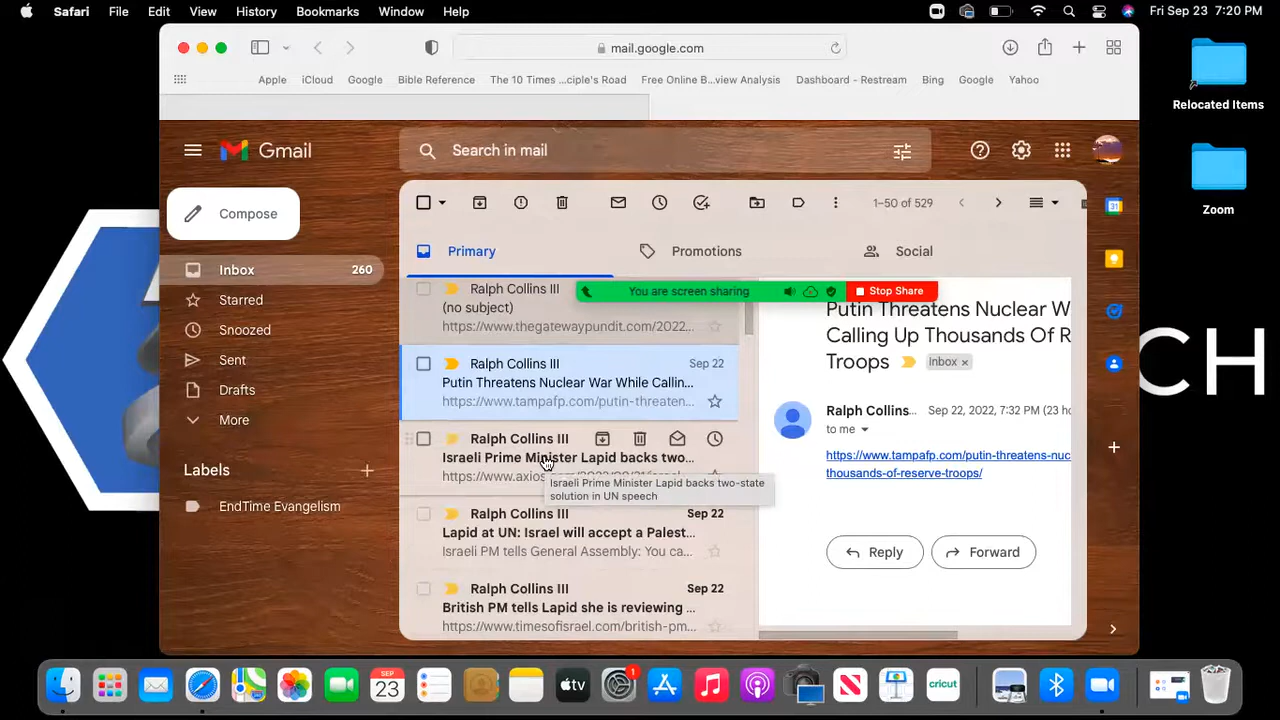 Safari File Edit View History Bookmarks Window Help Fri Sep 23 7:20 PM
mail.google.com
Apple iCloud Google Bible Reference The 10 Times ...ciple's Road Free Online B...view Analysis Dashboard - Restream Bing Google Yahoo
Relocated Items
Zoom
CH
Gmail
Search in mail
Compose
Inbox 260
Starred
Snoozed
Sent
Drafts
More
Labels
EndTime Evangelism
1–50 of 529
Primary
Promotions
Social
You are screen sharing
Stop Share
Ralph Collins III
(no subject)
https://www.thegatewaypundit.com/2022...
Ralph Collins III Sep 22
Putin Threatens Nuclear War While Callin...
https://www.tampafp.com/putin-threaten...
Ralph Collins III
Israeli Prime Minister Lapid backs two...
https://www.axios
Israeli Prime Minister Lapid backs two-state
solution in UN speech
Ralph Collins III Sep 22
Lapid at UN: Israel will accept a Palest...
Israeli PM tells General Assembly: You ca...
Ralph Collins III Sep 22
British PM tells Lapid she is reviewing ...
https://www.timesofisrael.com/british-pm...
Putin Threatens Nuclear W
Calling Up Thousands Of R
Troops Inbox ×
Ralph Collins... Sep 22, 2022, 7:32 PM (23 ho
to me
https://www.tampafp.com/putin-threatens-nuc
thousands-of-reserve-troops/
Reply
Forward
31
SEP
23
tv
1
cricut